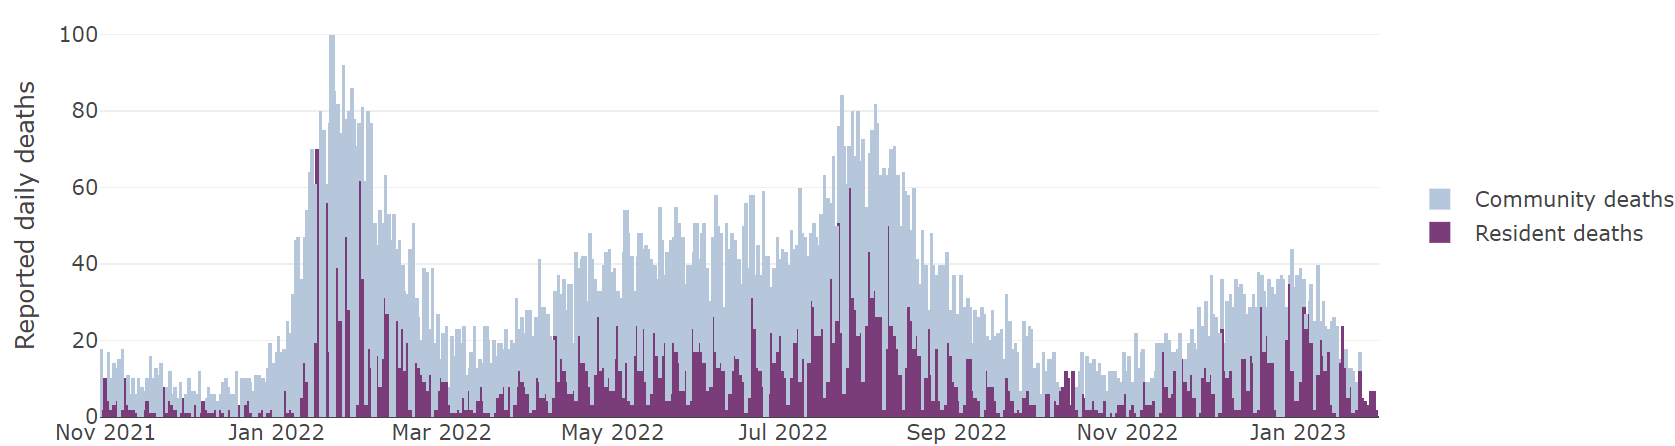 Reported daily deaths
100
80
60
40
20
0
Nov 2021 Jan 2022 Mar 2022 May 2022 Jul 2022 Sep 2022 Nov 2022 Jan 2023
Community deaths
Resident deaths